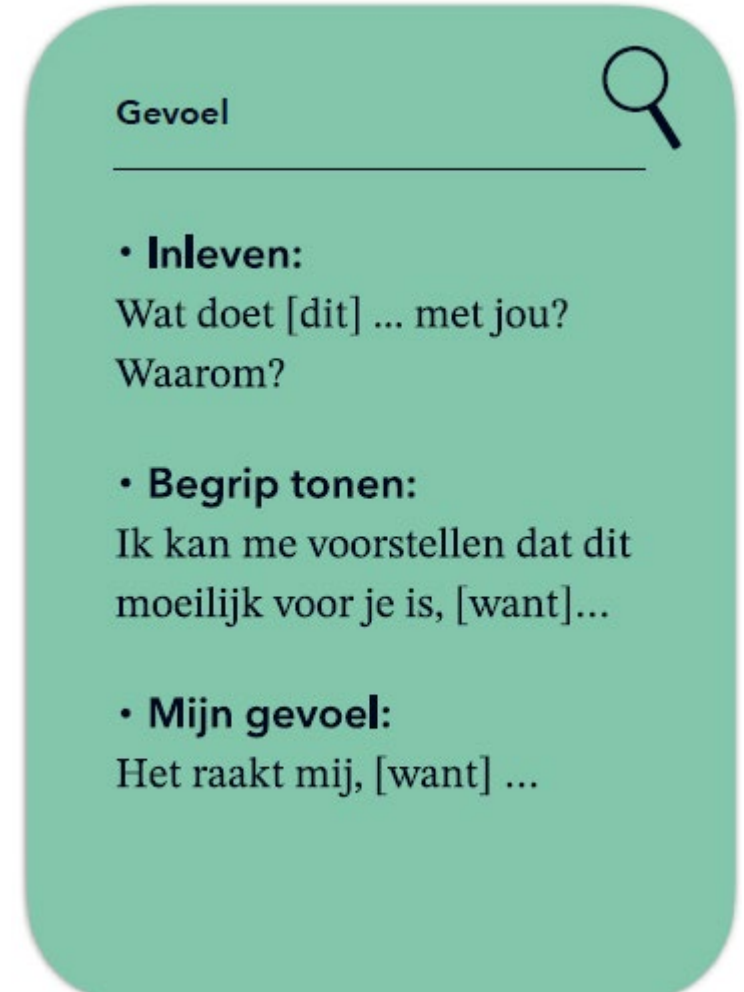 Gevoel
• Inleven:
Wat doet [dit] ... met jou?
Waarom?
• Begrip tonen:
Ik kan me voorstellen dat dit
moeilijk voor je is, [want]...
• Mijn gevoel:
Het raakt mij, [want] ...